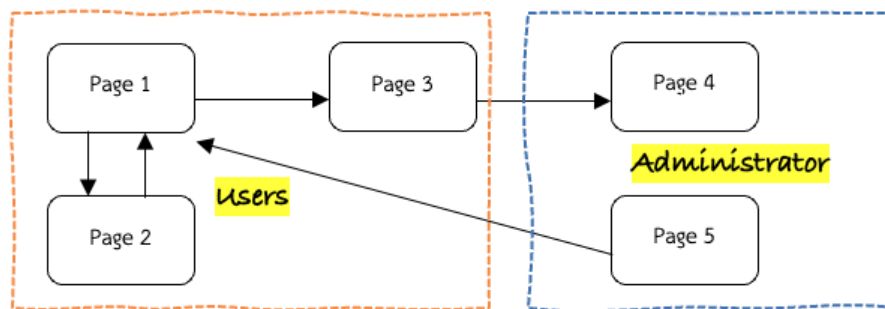 Page 1
Page 3
Page 4
Administrator
Users
Page 2
Page 5